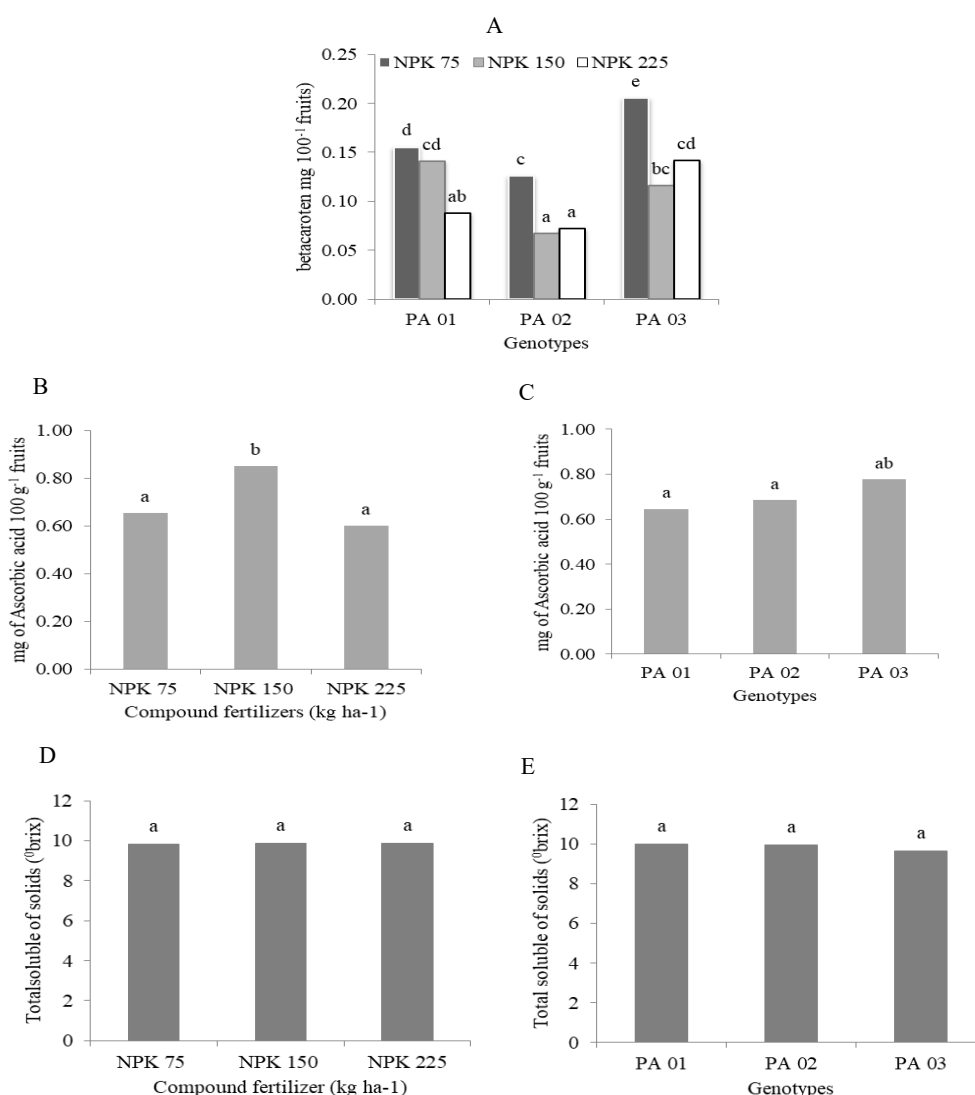 A
NPK 75 NPK 150 NPK 225
betacaroten mg 100⁻¹ fruits
0.25
0.20
0.15
0.10
0.05
0.00
d
cd
ab
c
a
a
e
bc
cd
PA 01 PA 02 PA 03
Genotypes
B
mg of Ascorbic acid 100 g⁻¹ fruits
1.00
0.80
0.60
0.40
0.20
0.00
a
b
a
NPK 75 NPK 150 NPK 225
Compound fertilizers (kg ha-1)
C
mg of Ascorbic acid 100 g⁻¹ fruits
1.00
0.80
0.60
0.40
0.20
0.00
a
a
ab
PA 01 PA 02 PA 03
Genotypes
D
Totalsoluble of solids (⁰brix)
12
10
8
6
4
2
0
a
a
a
NPK 75 NPK 150 NPK 225
Compound fertilizer (kg ha-1)
E
Total soluble of solids (⁰brix)
12
10
8
6
4
2
0
a
a
a
PA 01 PA 02 PA 03
Genotypes